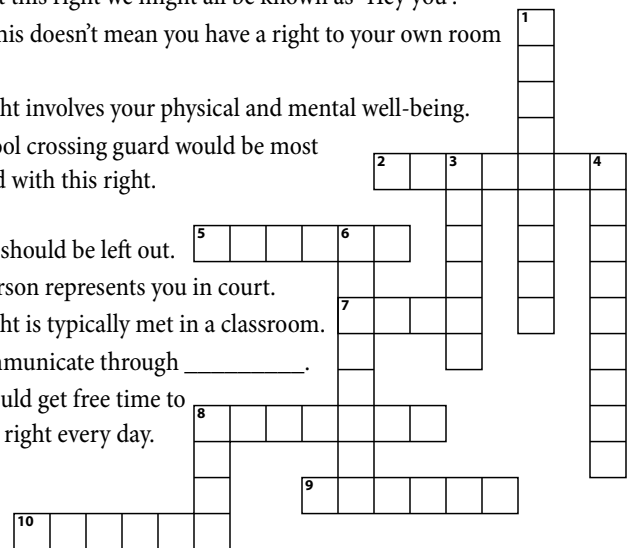 this right we might all be known as "Hey you!"
his doesn't mean you have a right to your own room
ht involves your physical and mental well-being.
ool crossing guard would be most
d with this right.
should be left out.
rson represents you in court.
ht is typically met in a classroom.
mmunicate through _________.
uld get free time to
right every day.
1
2 3 4
5 6
7
8
9
10